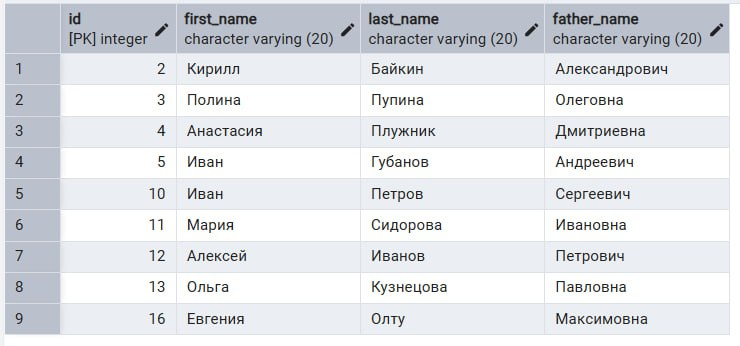 id first_name last_name father_name
[PK] integer character varying (20) character varying (20) character varying (20)
1 2 Кирилл Байкин Александрович
2 3 Полина Пупина Олеговна
3 4 Анастасия Плужник Дмитриевна
4 5 Иван Губанов Андреевич
5 10 Иван Петров Сергеевич
6 11 Мария Сидорова Ивановна
7 12 Алексей Иванов Петрович
8 13 Ольга Кузнецова Павловна
9 16 Евгения Олту Максимовна